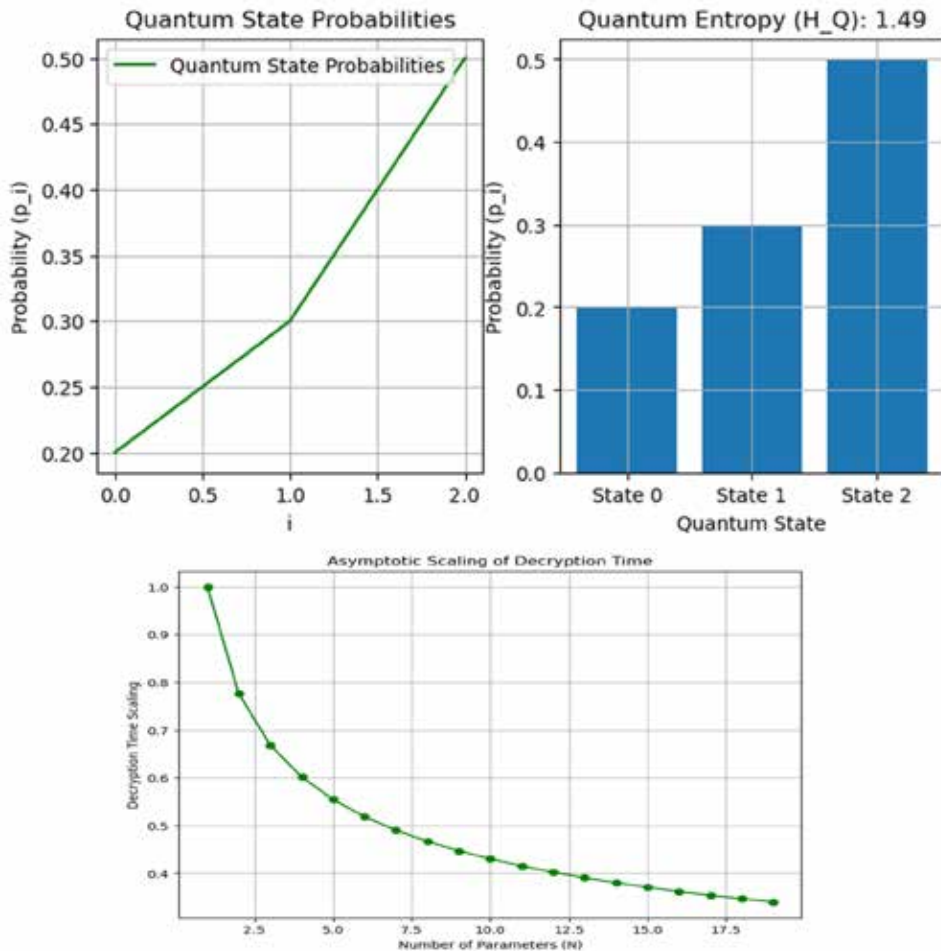 Quantum State Probabilities
Quantum State Probabilities
0.50
0.45
0.40
0.35
0.30
0.25
0.20
Probability (p_i)
0.0 0.5 1.0 1.5 2.0
i
Quantum Entropy (H_Q): 1.49
0.5
0.4
0.3
0.2
0.1
0.0
Probability (p_i)
State 0 State 1 State 2
Quantum State
Asymptotic Scaling of Decryption Time
1.0
0.9
0.8
0.7
0.6
0.5
0.4
Decryption Time Scaling
2.5 5.0 7.5 10.0 12.5 15.0 17.5
Number of Parameters (N)